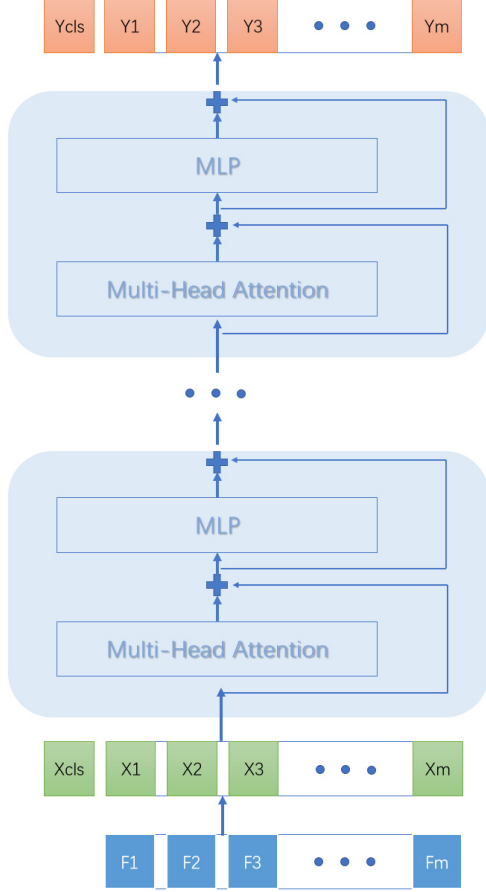 Ycls Y1 Y2 Y3 • • • Ym
MLP
Multi-Head Attention
• • •
MLP
Multi-Head Attention
Xcls X1 X2 X3 • • • Xm
F1 F2 F3 • • • Fm